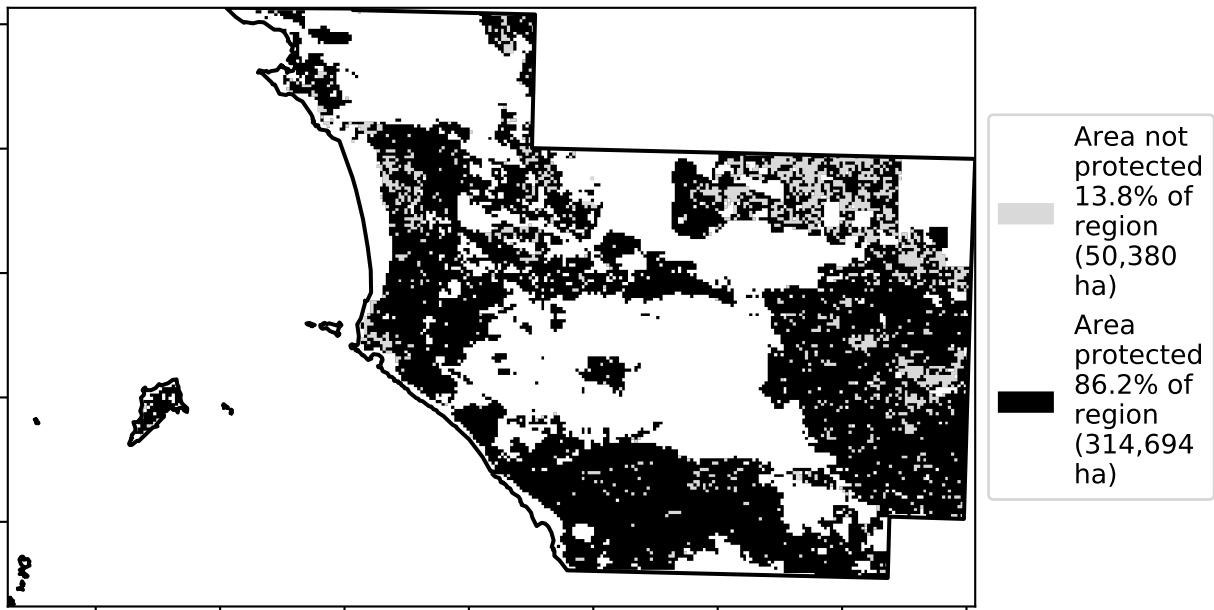 Area not
protected
13.8% of
region
(50,380
ha)
Area
protected
86.2% of
region
(314,694
ha)